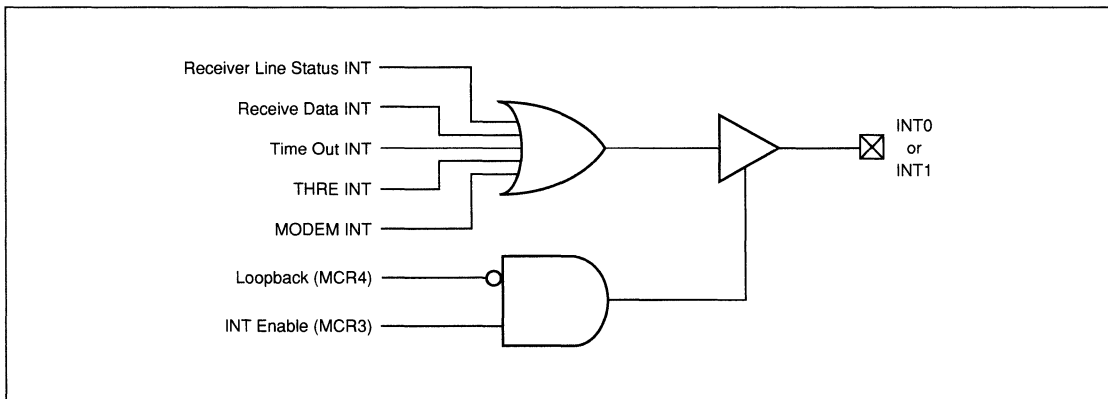 Receiver Line Status INT
Receive Data INT
Time Out INT
THRE INT
MODEM INT
Loopback (MCR4)
INT Enable (MCR3)
INT0
or
INT1